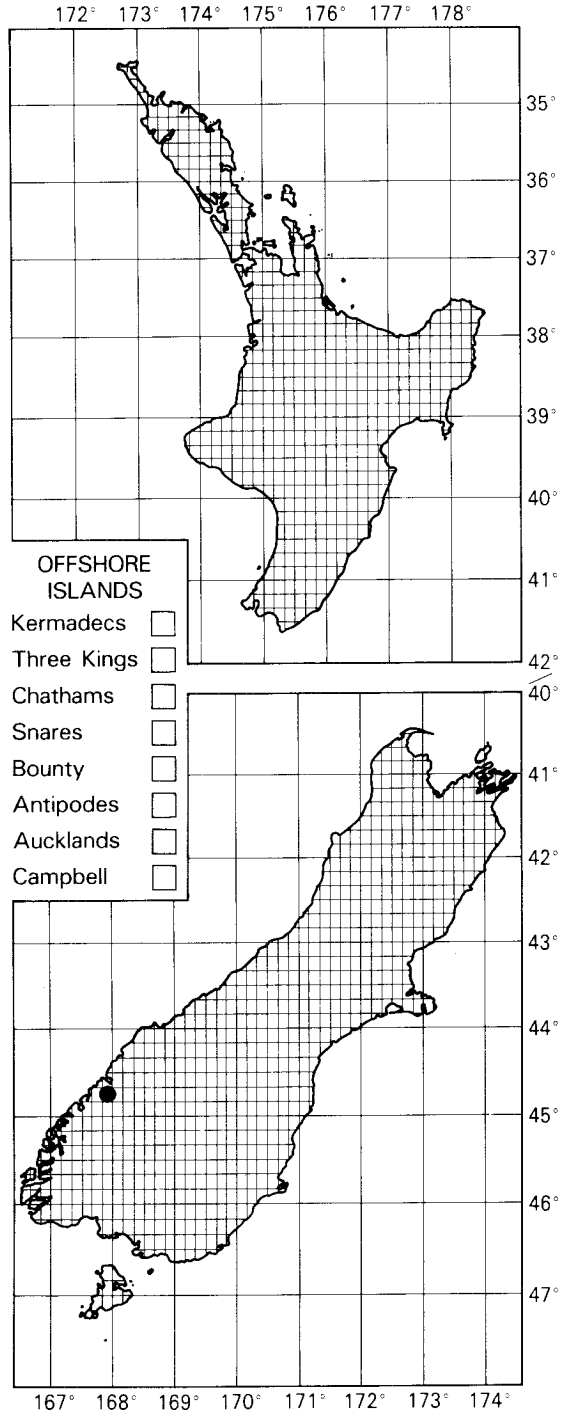 172° 173° 174° 175° 176° 177° 178°
35°
36°
37°
38°
39°
40°
41°
42°
OFFSHORE
ISLANDS
Kermadecs
Three Kings
Chathams
Snares
Bounty
Antipodes
Aucklands
Campbell
40°
41°
42°
43°
44°
45°
46°
47°
167° 168° 169° 170° 171° 172° 173° 174°